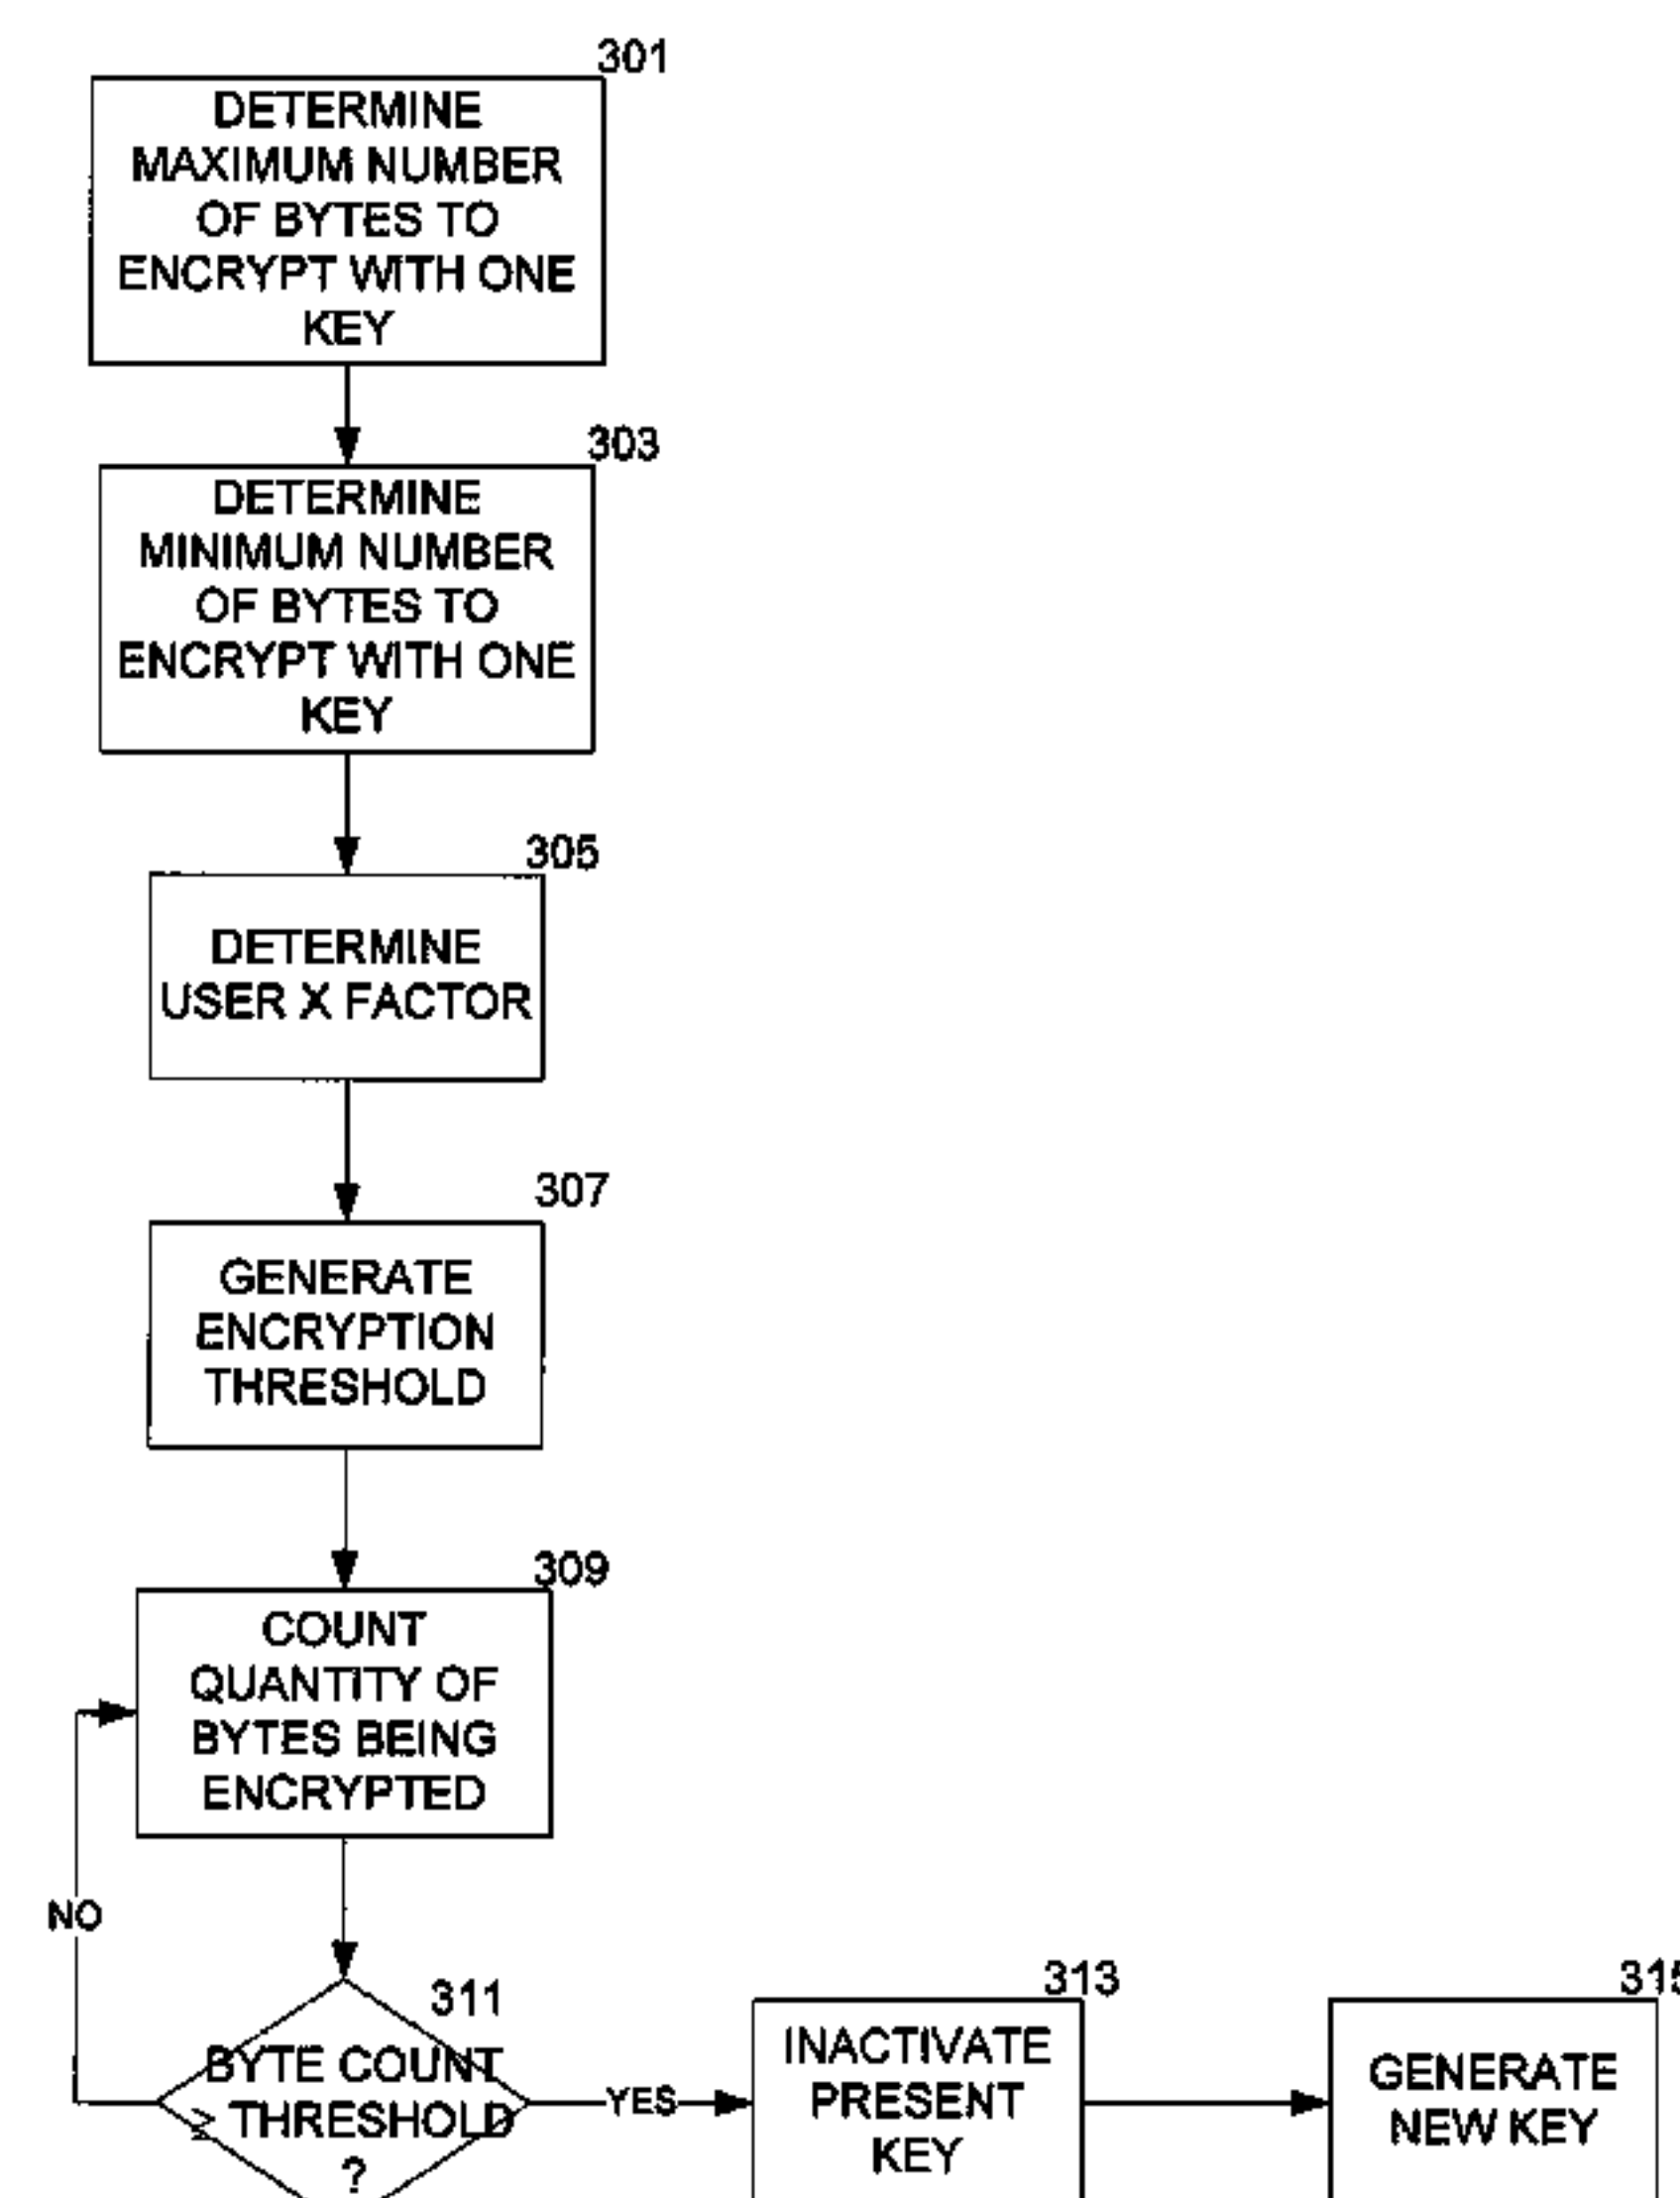 301
DETERMINE
MAXIMUM NUMBER
OF BYTES TO
ENCRYPT WITH ONE
KEY
303
DETERMINE
MINIMUM NUMBER
OF BYTES TO
ENCRYPT WITH ONE
KEY
305
DETERMINE
USER X FACTOR
307
GENERATE
ENCRYPTION
THRESHOLD
309
COUNT
QUANTITY OF
BYTES BEING
ENCRYPTED
NO
311
BYTE COUNT
≥ THRESHOLD
?
YES
313
INACTIVATE
PRESENT
KEY
315
GENERATE
NEW KEY